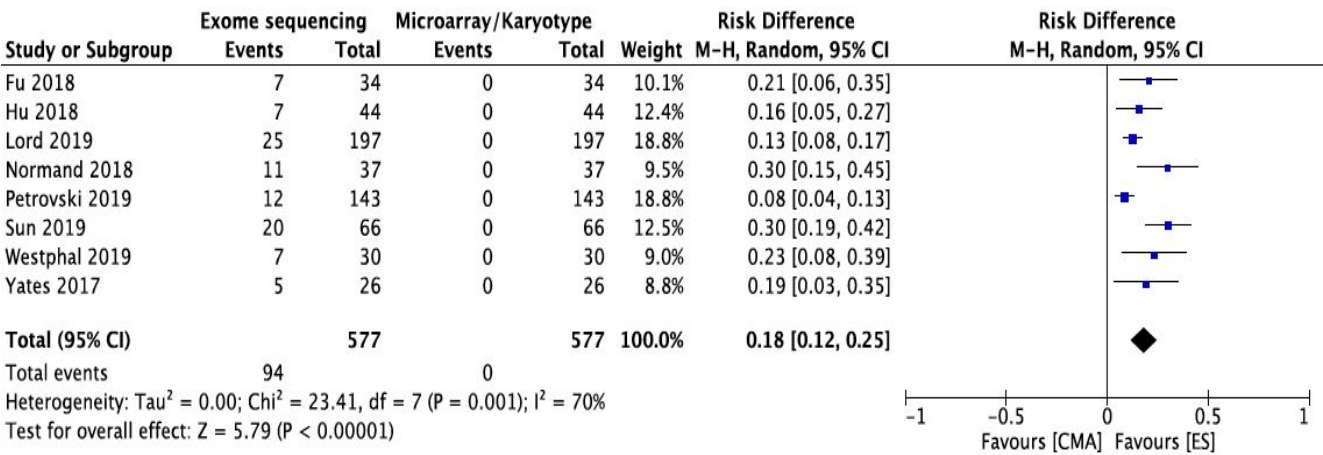 Exome sequencing Microarray/Karyotype Risk Difference Risk Difference
Study or Subgroup Events Total Events Total Weight M-H, Random, 95% CI M-H, Random, 95% CI
Fu 2018 7 34 0 34 10.1% 0.21 [0.06, 0.35]
Hu 2018 7 44 0 44 12.4% 0.16 [0.05, 0.27]
Lord 2019 25 197 0 197 18.8% 0.13 [0.08, 0.17]
Normand 2018 11 37 0 37 9.5% 0.30 [0.15, 0.45]
Petrovski 2019 12 143 0 143 18.8% 0.08 [0.04, 0.13]
Sun 2019 20 66 0 66 12.5% 0.30 [0.19, 0.42]
Westphal 2019 7 30 0 30 9.0% 0.23 [0.08, 0.39]
Yates 2017 5 26 0 26 8.8% 0.19 [0.03, 0.35]
Total (95% CI) 577 577 100.0% 0.18 [0.12, 0.25]
Total events 94 0
Heterogeneity: Tau² = 0.00; Chi² = 23.41, df = 7 (P = 0.001); I² = 70%
Test for overall effect: Z = 5.79 (P < 0.00001)
-1 -0.5 0 0.5 1
Favours [CMA] Favours [ES]